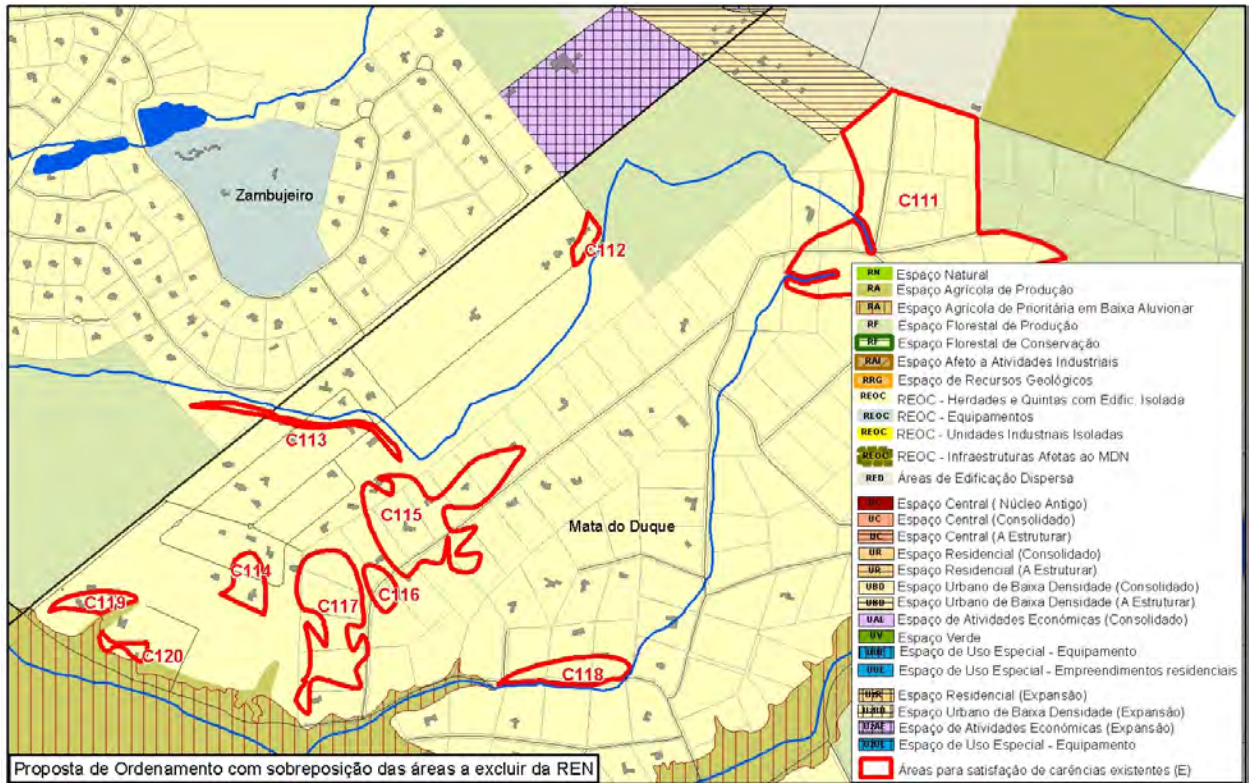 Zambujeiro
C111
C112
C113
C115
Mata do Duque
C114
C116
C117
C119
C120
C118
RN Espaço Natural
RA Espaço Agrícola de Produção
RA Espaço Agrícola de Prioritária em Baixa Aluvionar
RF Espaço Florestal de Produção
RF Espaço Florestal de Conservação
RAI Espaço Afeto a Atividades Industriais
RRG Espaço de Recursos Geológicos
REOC REOC - Herdades e Quintas com Edific. Isolada
REOC REOC - Equipamentos
REOC REOC - Unidades Industriais Isoladas
REOC REOC - Infraestruturas Afetas ao MDN
RED Áreas de Edificação Dispersa
UC Espaço Central ( Núcleo Antigo)
UC Espaço Central (Consolidado)
UC Espaço Central (A Estruturar)
UR Espaço Residencial (Consolidado)
UR Espaço Residencial (A Estruturar)
UBD Espaço Urbano de Baixa Densidade (Consolidado)
UBD Espaço Urbano de Baixa Densidade (A Estruturar)
UAE Espaço de Atividades Económicas (Consolidado)
UV Espaço Verde
Espaço de Uso Especial - Equipamento
UUE Espaço de Uso Especial - Empreendimentos residenciais
Espaço Residencial (Expansão)
Espaço Urbano de Baixa Densidade (Expansão)
Espaço de Atividades Económicas (Expansão)
Espaço de Uso Especial - Equipamento
Áreas para satisfação de carências existentes (E)
Proposta de Ordenamento com sobreposição das áreas a excluir da REN